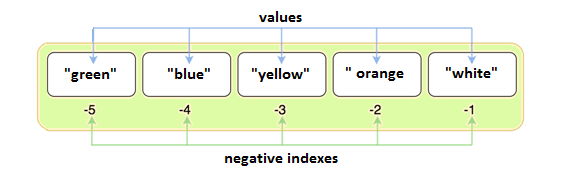 values
"green" "blue" "yellow" " orange "white"
-5 -4 -3 -2 -1
negative indexes